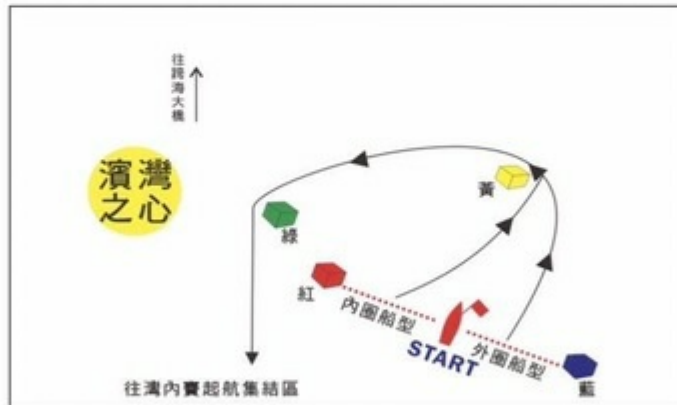 往跨海大橋
濱灣
之心
黃
綠
紅
內圈船型
START
外圈船型
藍
往灣內賽起航集結區